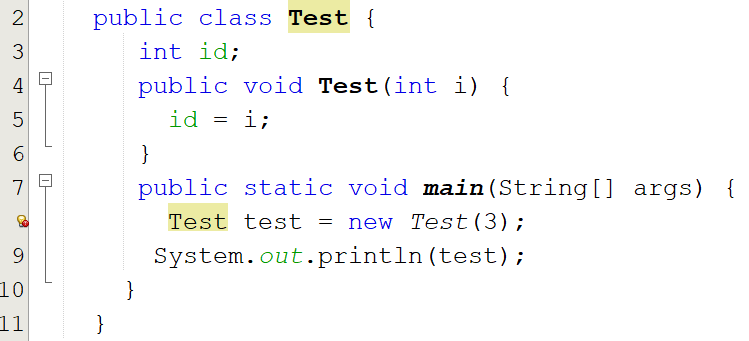 2 public class Test {
3 int id;
4 public void Test(int i) {
5 id = i;
6 }
7 public static void main(String[] args) {
Test test = new Test(3);
9 System.out.println(test);
10 }
11 }